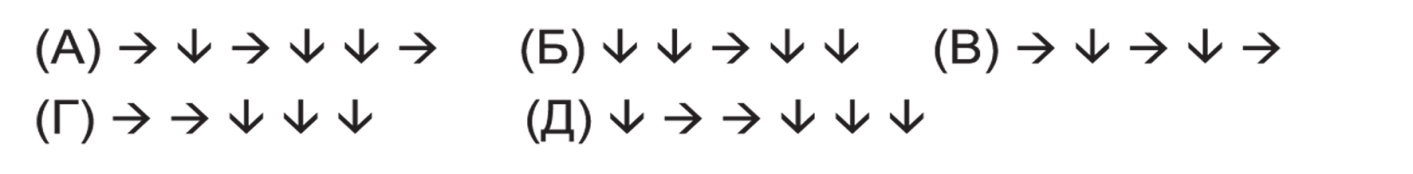 (А) → ↓ → ↓ ↓ → (Б) ↓ ↓ → ↓ ↓ (В) → ↓ → ↓ →
(Г) → → ↓ ↓ ↓ (Д) ↓ → → ↓ ↓ ↓